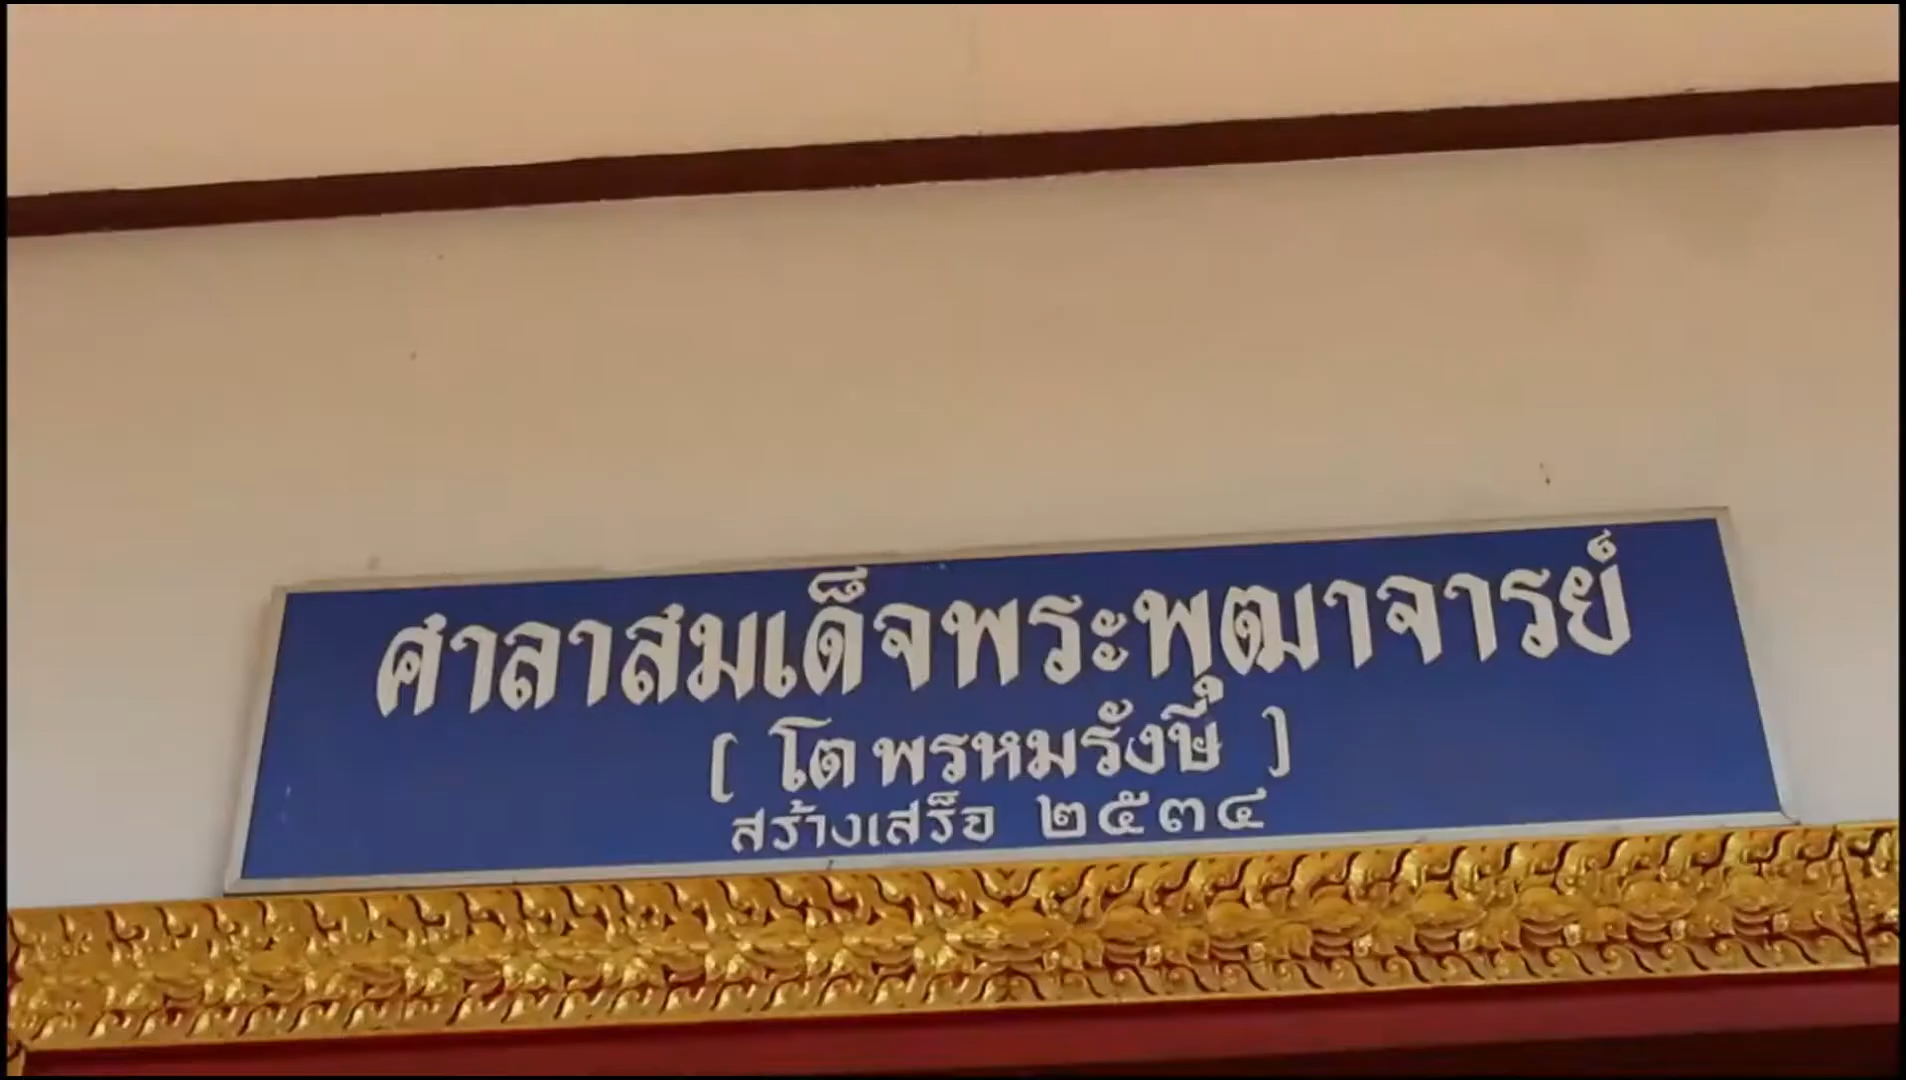 ศาลาสมเด็จพระพุฒาจารย์
( โต พรหมรังษี )
สร้างเสร็จ ๒๕๓๔